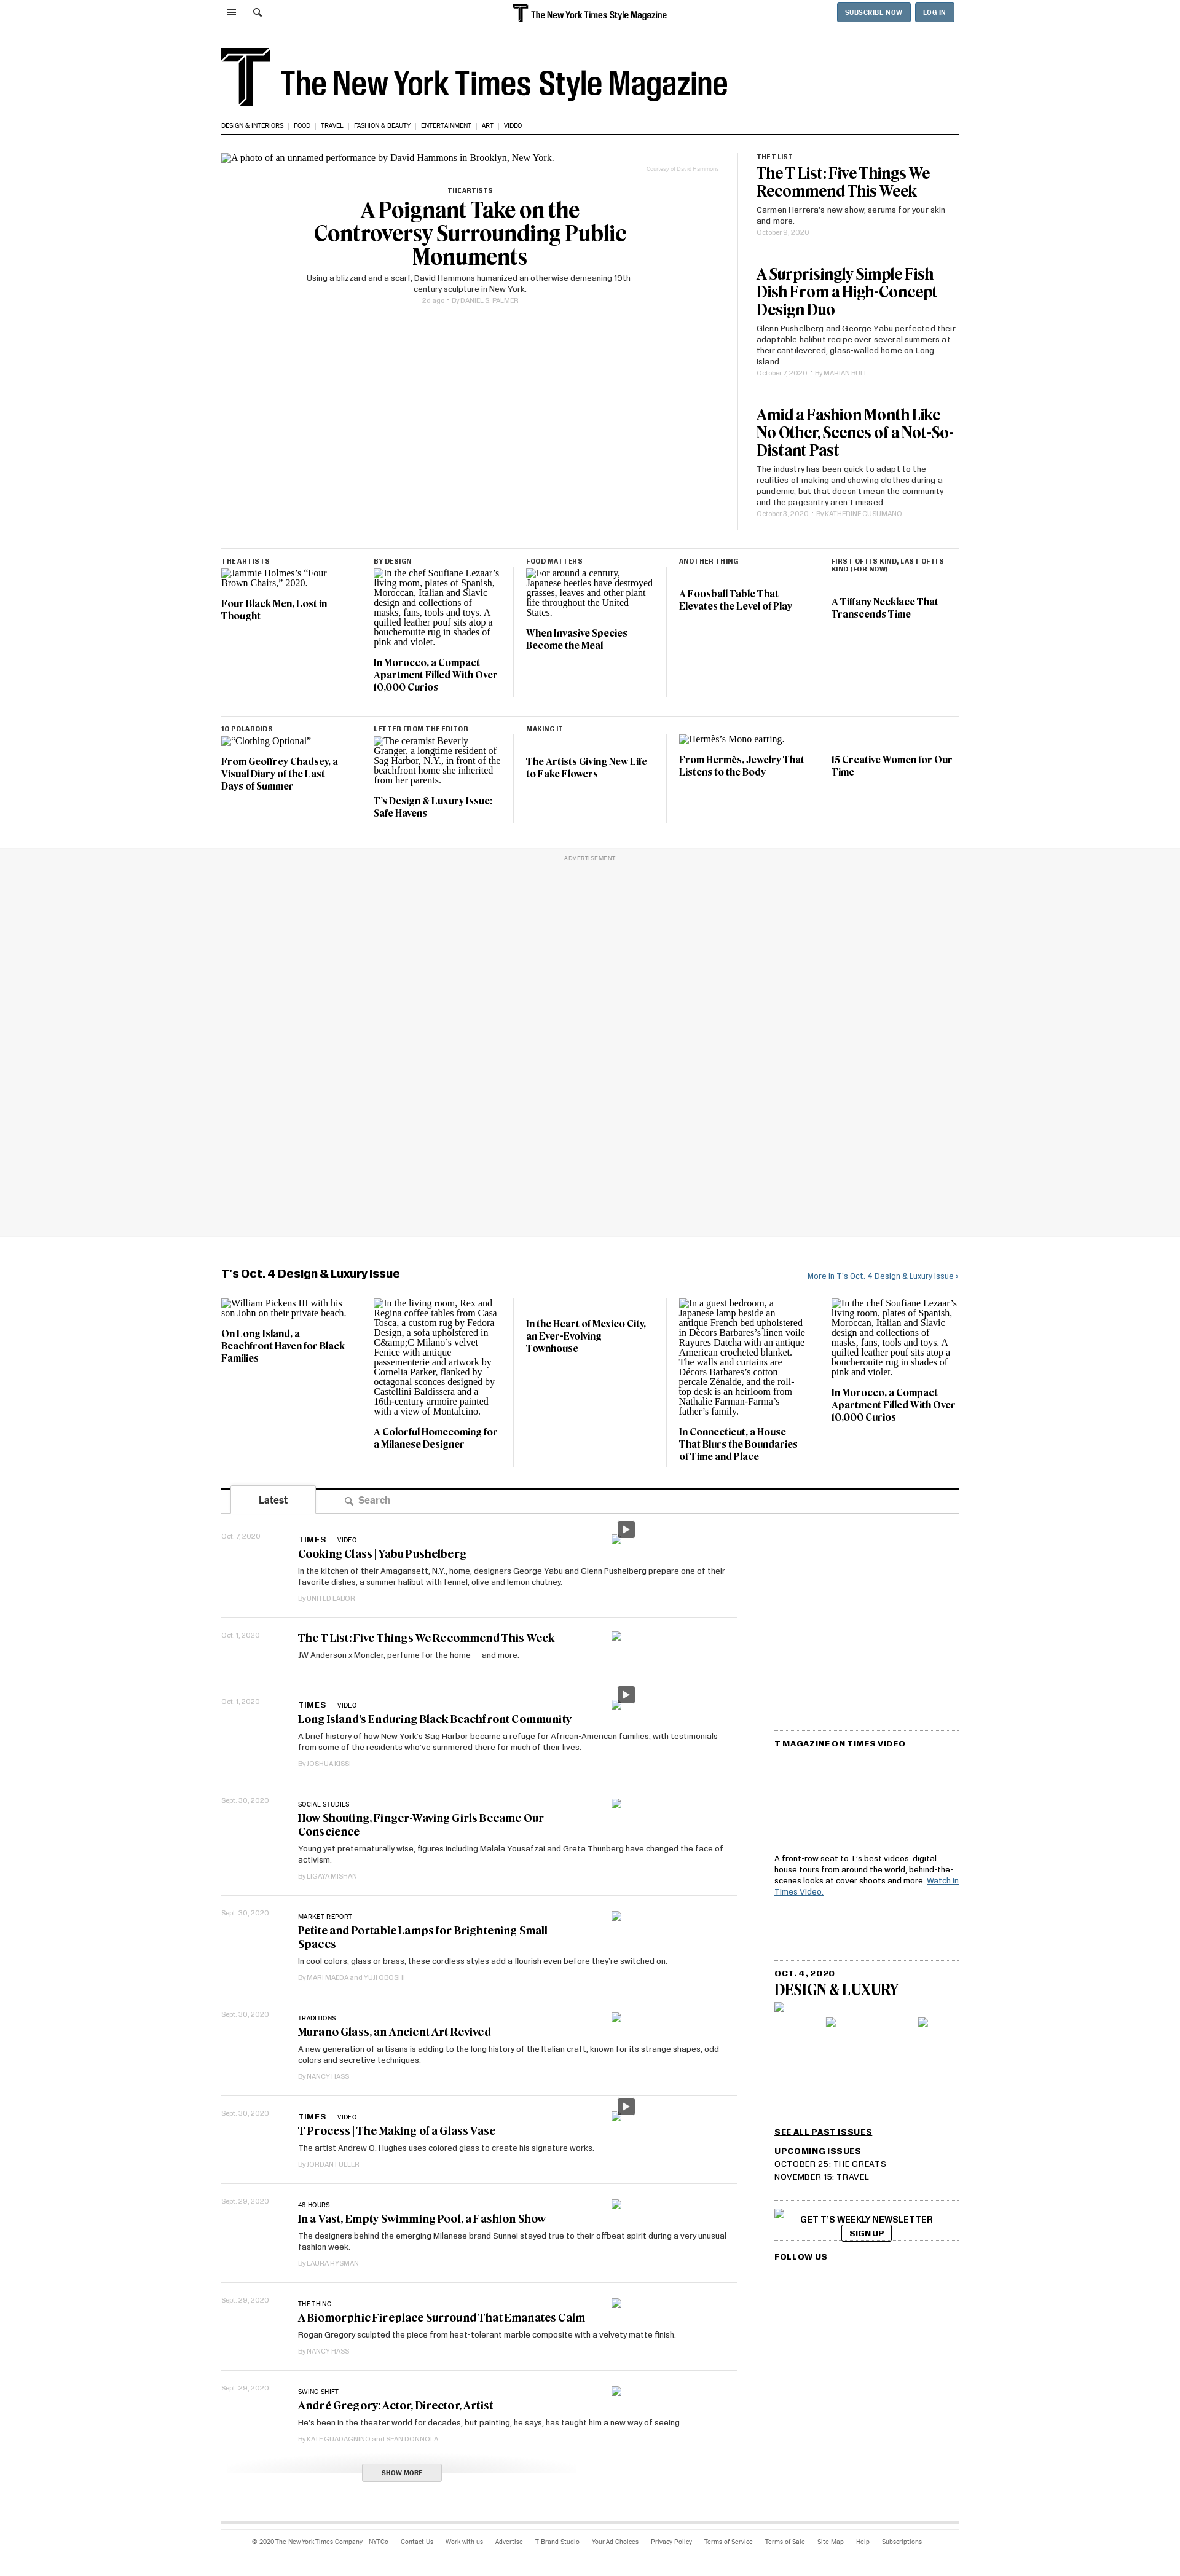 The New York Times Style Magazine
SUBSCRIBE NOW
LOG IN
The New York Times Style Magazine
DESIGN & INTERIORS | FOOD | TRAVEL | FASHION & BEAUTY | ENTERTAINMENT | ART | VIDEO
A photo of an unnamed performance by David Hammons in Brooklyn, New York.
Courtesy of David Hammons
THE ARTISTS
A Poignant Take on the
Controversy Surrounding Public
Monuments
Using a blizzard and a scarf, David Hammons humanized an otherwise demeaning 19th-
century sculpture in New York.
2d ago • By DANIEL S. PALMER
THE T LIST
The T List: Five Things We
Recommend This Week
Carmen Herrera's new show, serums for your skin —
and more.
October 9, 2020
A Surprisingly Simple Fish
Dish From a High-Concept
Design Duo
Glenn Pushelberg and George Yabu perfected their
adaptable halibut recipe over several summers at
their cantilevered, glass-walled home on Long
Island.
October 7, 2020 • By MARIAN BULL
Amid a Fashion Month Like
No Other, Scenes of a Not-So-
Distant Past
The industry has been quick to adapt to the
realities of making and showing clothes during a
pandemic, but that doesn't mean the community
and the pageantry aren't missed.
October 3, 2020 • By KATHERINE CUSUMANO
THE ARTISTS
Jammie Holmes's “Four
Brown Chairs,” 2020.
Four Black Men, Lost in
Thought
BY DESIGN
In the chef Soufiane Lezaar's
living room, plates of Spanish,
Moroccan, Italian and Slavic
design and collections of
masks, fans, tools and toys. A
quilted leather pouf sits atop a
boucherouite rug in shades of
pink and violet.
In Morocco, a Compact
Apartment Filled With Over
10,000 Curios
FOOD MATTERS
For around a century,
Japanese beetles have destroyed
grasses, leaves and other plant
life throughout the United
States.
When Invasive Species
Become the Meal
ANOTHER THING
A Foosball Table That
Elevates the Level of Play
FIRST OF ITS KIND, LAST OF ITS
KIND (FOR NOW)
A Tiffany Necklace That
Transcends Time
10 POLAROIDS
“Clothing Optional”
From Geoffrey Chadsey, a
Visual Diary of the Last
Days of Summer
LETTER FROM THE EDITOR
The ceramist Beverly
Granger, a longtime resident of
Sag Harbor, N.Y., in front of the
beachfront home she inherited
from her parents.
T's Design & Luxury Issue:
Safe Havens
MAKING IT
The Artists Giving New Life
to Fake Flowers
Hermès's Mono earring.
From Hermès, Jewelry That
Listens to the Body
15 Creative Women for Our
Time
ADVERTISEMENT
T's Oct. 4 Design & Luxury Issue
More in T's Oct. 4 Design & Luxury Issue ›
William Pickens III with his
son John on their private beach.
On Long Island, a
Beachfront Haven for Black
Families
In the living room, Rex and
Regina coffee tables from Casa
Tosca, a custom rug by Fedora
Design, a sofa upholstered in
C&amp;C Milano's velvet
Fenice with antique
passementerie and artwork by
Cornelia Parker, flanked by
octagonal sconces designed by
Castellini Baldissera and a
16th-century armoire painted
with a view of Montalcino.
A Colorful Homecoming for
a Milanese Designer
In the Heart of Mexico City,
an Ever-Evolving
Townhouse
In a guest bedroom, a
Japanese lamp beside an
antique French bed upholstered
in Décors Barbares's linen voile
Rayures Datcha with an antique
American crocheted blanket.
The walls and curtains are
Décors Barbares's cotton
percale Zénaide, and the roll-
top desk is an heirloom from
Nathalie Farman-Farma's
father's family.
In Connecticut, a House
That Blurs the Boundaries
of Time and Place
In the chef Soufiane Lezaar's
living room, plates of Spanish,
Moroccan, Italian and Slavic
design and collections of
masks, fans, tools and toys. A
quilted leather pouf sits atop a
boucherouite rug in shades of
pink and violet.
In Morocco, a Compact
Apartment Filled With Over
10,000 Curios
Latest
Search
Oct. 7, 2020
TIMES | VIDEO
Cooking Class | Yabu Pushelberg
In the kitchen of their Amagansett, N.Y., home, designers George Yabu and Glenn Pushelberg prepare one of their
favorite dishes, a summer halibut with fennel, olive and lemon chutney.
By UNITED LABOR
Oct. 1, 2020
The T List: Five Things We Recommend This Week
JW Anderson x Moncler, perfume for the home — and more.
Oct. 1, 2020
TIMES | VIDEO
Long Island's Enduring Black Beachfront Community
A brief history of how New York's Sag Harbor became a refuge for African-American families, with testimonials
from some of the residents who've summered there for much of their lives.
By JOSHUA KISSI
Sept. 30, 2020
SOCIAL STUDIES
How Shouting, Finger-Waving Girls Became Our
Conscience
Young yet preternaturally wise, figures including Malala Yousafzai and Greta Thunberg have changed the face of
activism.
By LIGAYA MISHAN
Sept. 30, 2020
MARKET REPORT
Petite and Portable Lamps for Brightening Small
Spaces
In cool colors, glass or brass, these cordless styles add a flourish even before they're switched on.
By MARI MAEDA and YUJI OBOSHI
Sept. 30, 2020
TRADITIONS
Murano Glass, an Ancient Art Revived
A new generation of artisans is adding to the long history of the Italian craft, known for its strange shapes, odd
colors and secretive techniques.
By NANCY HASS
Sept. 30, 2020
TIMES | VIDEO
T Process | The Making of a Glass Vase
The artist Andrew O. Hughes uses colored glass to create his signature works.
By JORDAN FULLER
Sept. 29, 2020
48 HOURS
In a Vast, Empty Swimming Pool, a Fashion Show
The designers behind the emerging Milanese brand Sunnei stayed true to their offbeat spirit during a very unusual
fashion week.
By LAURA RYSMAN
Sept. 29, 2020
THE THING
A Biomorphic Fireplace Surround That Emanates Calm
Rogan Gregory sculpted the piece from heat-tolerant marble composite with a velvety matte finish.
By NANCY HASS
Sept. 29, 2020
SWING SHIFT
André Gregory: Actor, Director, Artist
He's been in the theater world for decades, but painting, he says, has taught him a new way of seeing.
By KATE GUADAGNINO and SEAN DONNOLA
SHOW MORE
T MAGAZINE ON TIMES VIDEO
A front-row seat to T's best videos: digital
house tours from around the world, behind-the-
scenes looks at cover shoots and more. Watch in
Times Video.
OCT. 4, 2020
DESIGN & LUXURY
SEE ALL PAST ISSUES
UPCOMING ISSUES
OCTOBER 25: THE GREATS
NOVEMBER 15: TRAVEL
GET T'S WEEKLY NEWSLETTER
SIGN UP
FOLLOW US
© 2020 The New York Times Company NYTCo Contact Us Work with us Advertise T Brand Studio Your Ad Choices Privacy Policy Terms of Service Terms of Sale Site Map Help Subscriptions